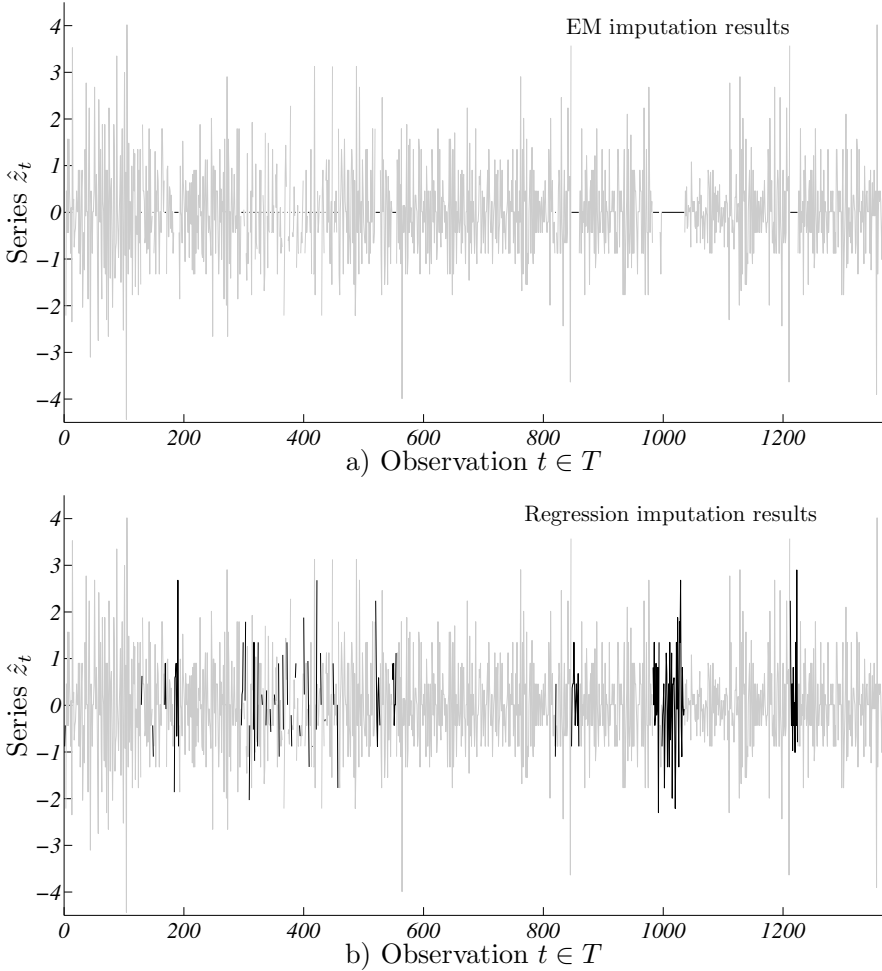 EM imputation results
4
3
2
1
0
−1
−2
−3
−4
Series ẑ_t
0 200 400 600 800 1000 1200
a) Observation t ∈ T
Regression imputation results
4
3
2
1
0
−1
−2
−3
−4
Series ẑ_t
0 200 400 600 800 1000 1200
b) Observation t ∈ T